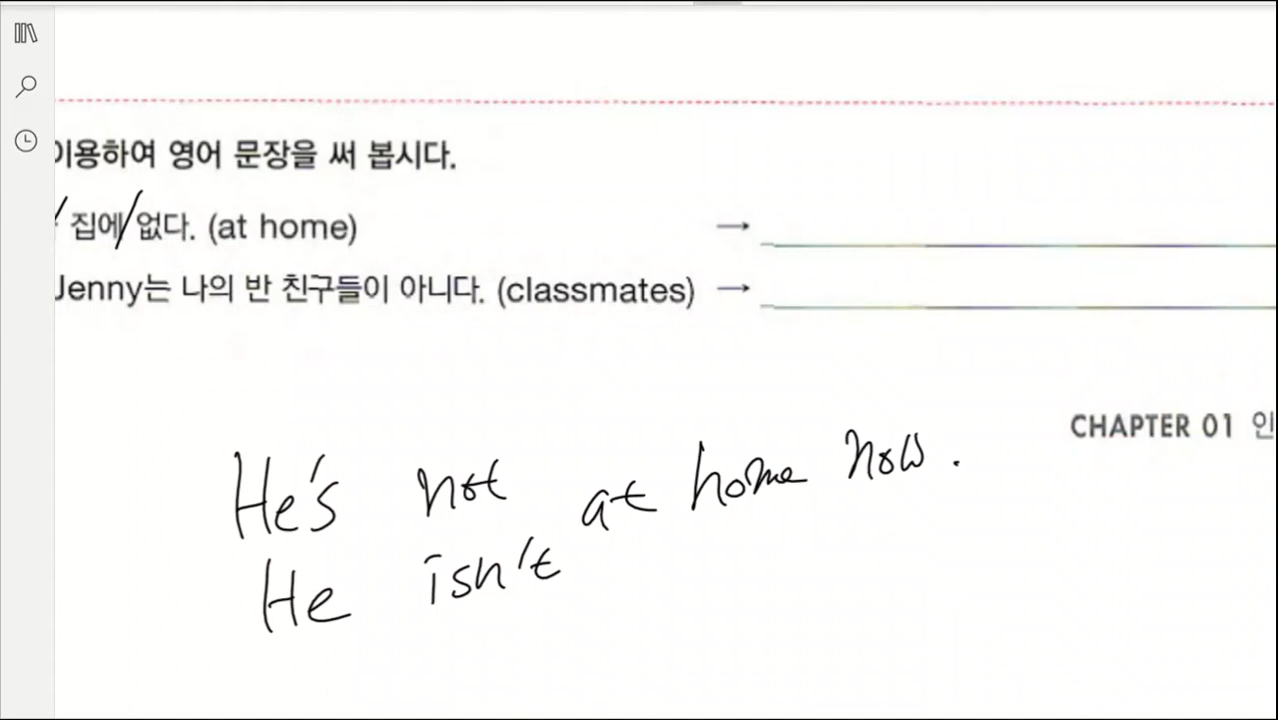 이용하여 영어 문장을 써 봅시다.
집에/없다. (at home) →
Jenny는 나의 반 친구들이 아니다. (classmates) →
CHAPTER 01 인
He's not at home now.
He isn't